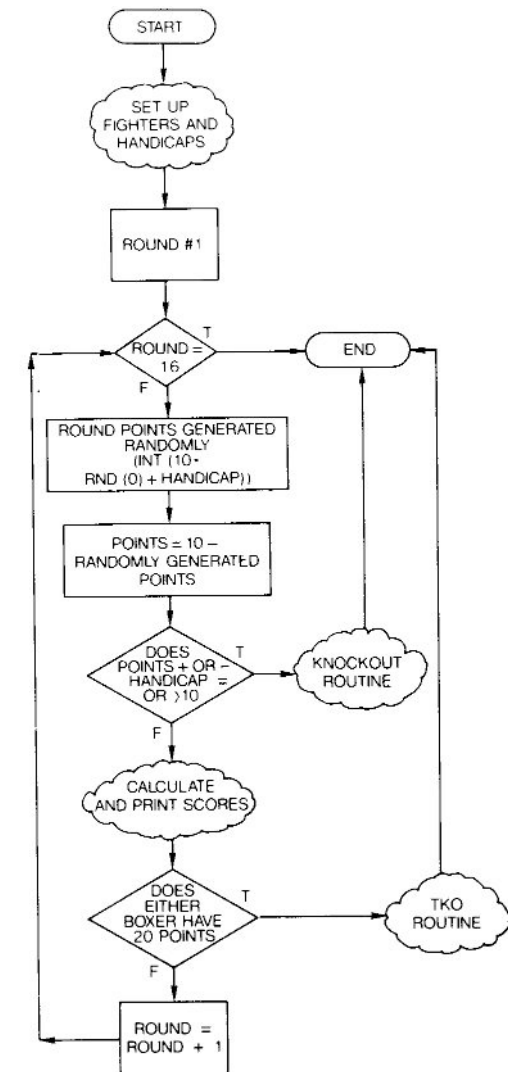 START
SET UP
FIGHTERS AND
HANDICAPS
ROUND #1
ROUND =
16
T
F
END
ROUND POINTS GENERATED
RANDOMLY
(INT (10*
RND (0) + HANDICAP))
POINTS = 10 −
RANDOMLY GENERATED
POINTS
DOES
POINTS + OR −
HANDICAP =
OR >10
T
F
KNOCKOUT
ROUTINE
CALCULATE
AND PRINT SCORES
DOES
EITHER
BOXER HAVE
20 POINTS
T
F
TKO
ROUTINE
ROUND =
ROUND + 1